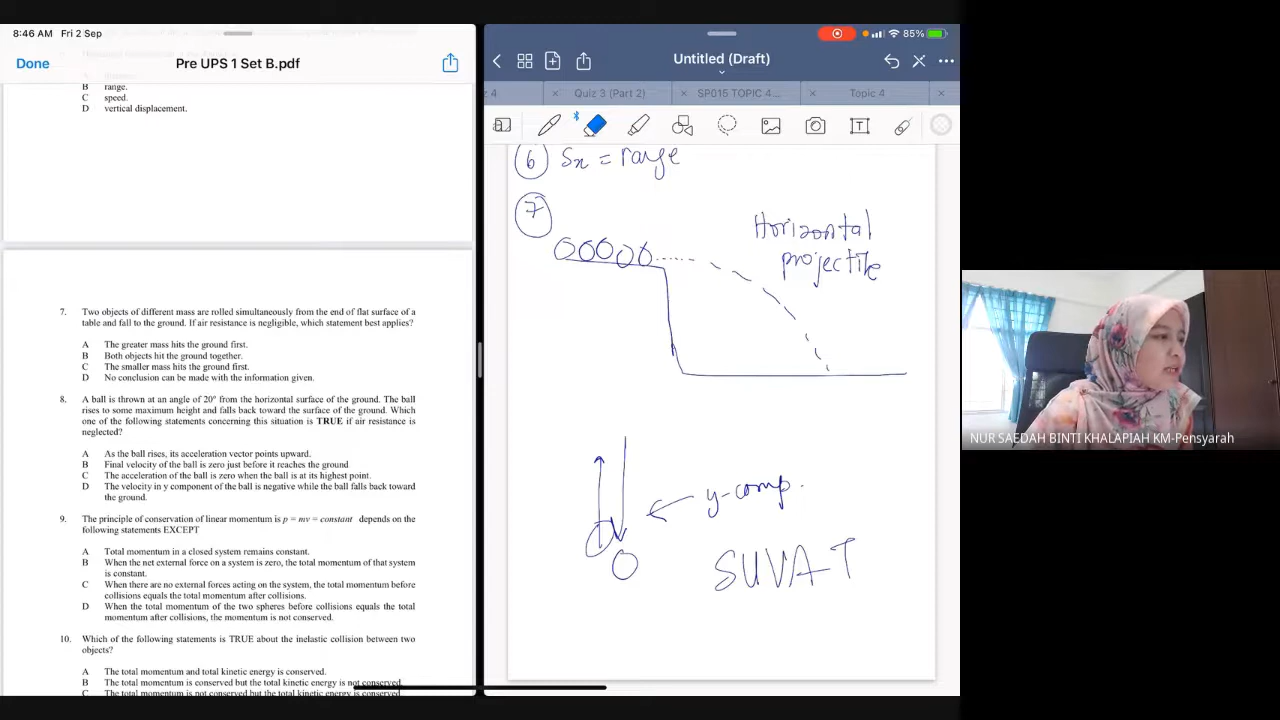 8:46 AM Fri 2 Sep
85%
Done
Pre UPS 1 Set B.pdf
Untitled (Draft)
z 4
Quiz 3 (Part 2)
SP015 TOPIC 4...
Topic 4
B range.
C speed.
D vertical displacement.
7. Two objects of different mass are rolled simultaneously from the end of flat surface of a
table and fall to the ground. If air resistance is negligible, which statement best applies?
A The greater mass hits the ground first.
B Both objects hit the ground together.
C The smaller mass hits the ground first.
D No conclusion can be made with the information given.
8. A ball is thrown at an angle of 20° from the horizontal surface of the ground. The ball
rises to some maximum height and falls back toward the surface of the ground. Which
one of the following statements concerning this situation is TRUE if air resistance is
neglected?
A As the ball rises, its acceleration vector points upward.
B Final velocity of the ball is zero just before it reaches the ground
C The acceleration of the ball is zero when the ball is at its highest point.
D The velocity in y component of the ball is negative while the ball falls back toward
the ground.
9. The principle of conservation of linear momentum is p = mv = constant depends on the
following statements EXCEPT
A Total momentum in a closed system remains constant.
B When the net external force on a system is zero, the total momentum of that system
is constant.
C When there are no external forces acting on the system, the total momentum before
collisions equals the total momentum after collisions.
D When the total momentum of the two spheres before collisions equals the total
momentum after collisions, the momentum is not conserved.
10. Which of the following statements is TRUE about the inelastic collision between two
objects?
A The total momentum and total kinetic energy is conserved.
B The total momentum is conserved but the total kinetic energy is not conserved.
C The total momentum is not conserved but the total kinetic energy is conserved.
6 Sx = range
7
Horizontal
projectile
y-comp.
SUVAT
NUR SAEDAH BINTI KHALAPIAH KM-Pensyarah